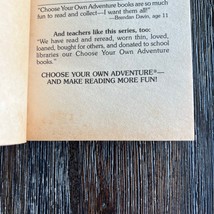 "Choose Your Own Adventure books are so much
fun to read and collect—I want them all!"
—Brendan Davin, age 11
And teachers like this series, too:
"We have read and reread, worn thin, loved,
loaned, bought for others, and donated to school
libraries our Choose Your Own Adventure
books."
CHOOSE YOUR OWN ADVENTURE®—
AND MAKE READING MORE FUN!